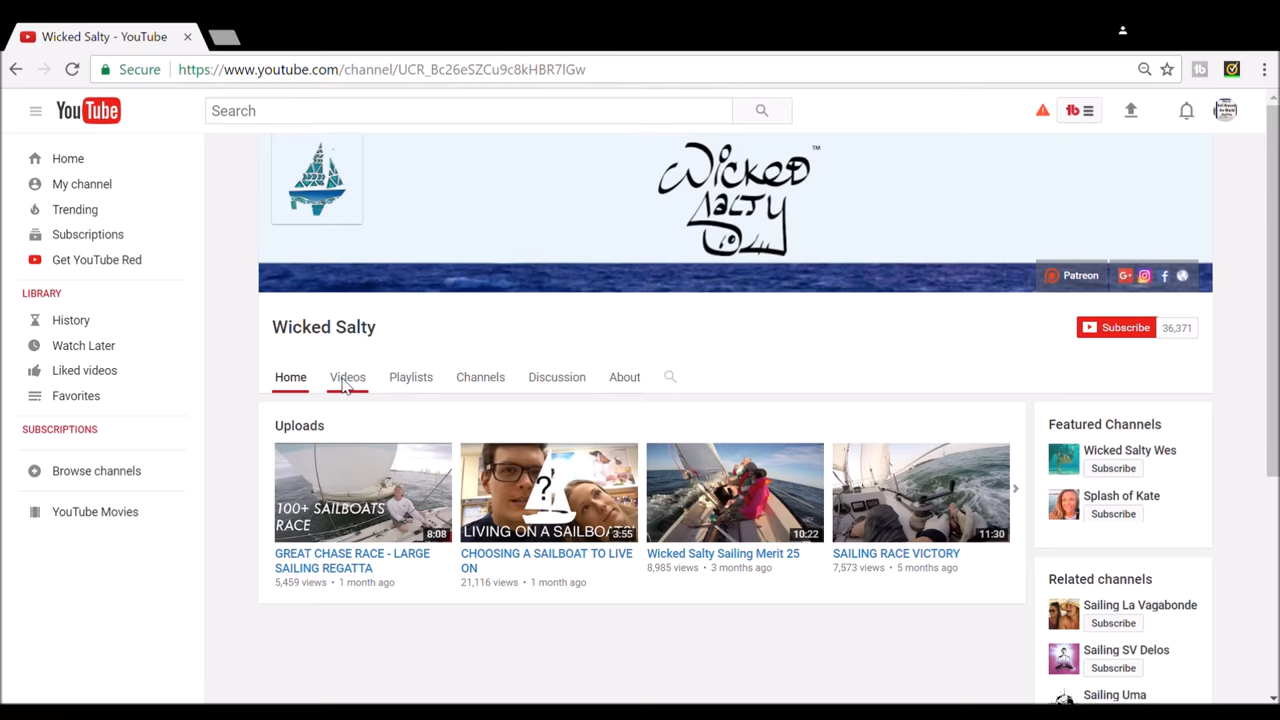 Wicked Salty - YouTube
Secure https://www.youtube.com/channel/UCR_Bc26eSZCu9c8kHBR7lGw
YouTube
Search
Home
My channel
Trending
Subscriptions
Get YouTube Red
LIBRARY
History
Watch Later
Liked videos
Favorites
SUBSCRIPTIONS
Browse channels
YouTube Movies
Wicked ™
Salty
Patreon
Wicked Salty
Subscribe 36,371
Home Videos Playlists Channels Discussion About
Uploads
100+ SAILBOATS
RACE
8:08
GREAT CHASE RACE - LARGE
SAILING REGATTA
5,459 views • 1 month ago
?
LIVING ON A SAILBOAT?
3:55
CHOOSING A SAILBOAT TO LIVE
ON
21,116 views • 1 month ago
10:22
Wicked Salty Sailing Merit 25
8,985 views • 3 months ago
11:30
SAILING RACE VICTORY
7,573 views • 5 months ago
Featured Channels
Wicked Salty Wes
Subscribe
Splash of Kate
Subscribe
Related channels
Sailing La Vagabonde
Subscribe
Sailing SV Delos
Subscribe
Sailing Uma